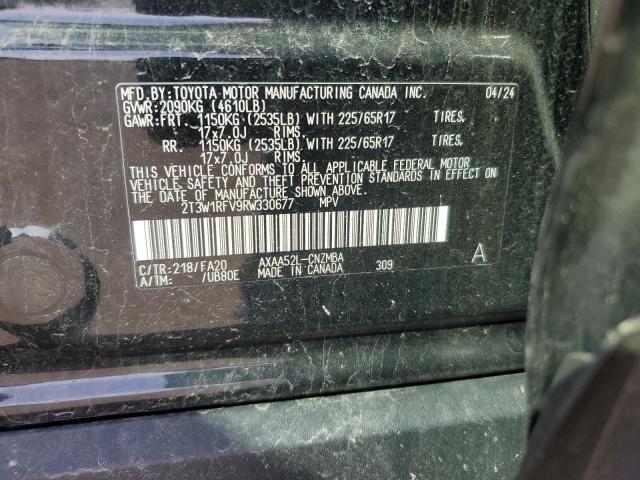 MFD.BY:TOYOTA MOTOR MANUFACTURING CANADA INC. 04/24
GVWR:2090KG (4610LB)
GAWR:FRT. 1150KG (2535LB) WITH 225/65R17 TIRES,
17x7.0J RIMS,
RR. 1150KG (2535LB) WITH 225/65R17 TIRES,
17x7.0J RIMS,
THIS VEHICLE CONFORMS TO ALL APPLICABLE FEDERAL MOTOR
VEHICLE SAFETY AND THEFT PREVENTION STANDARDS IN EFFECT ON
THE DATE OF MANUFACTURE SHOWN ABOVE.
2T3W1RFV9RW330677 MPV
C/TR:218/FA20 AXAA52L-CNZMBA A
A/TM: /UB80E MADE IN CANADA 309